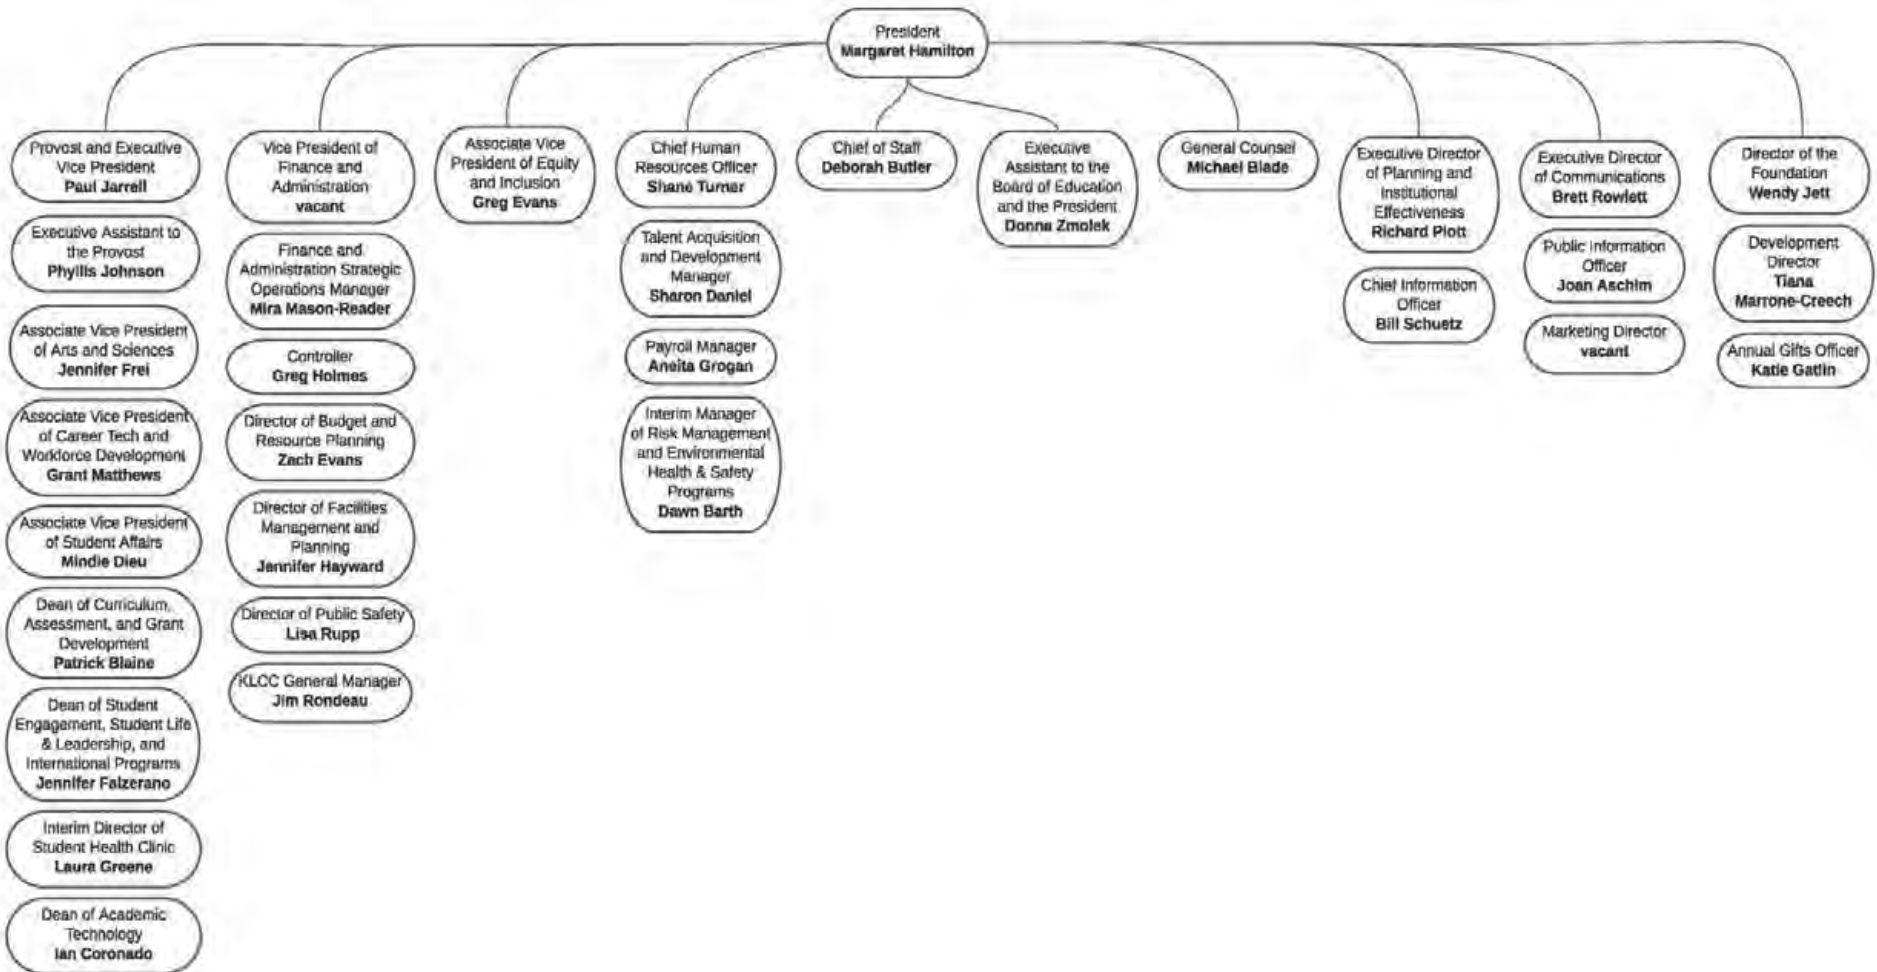 President
Margaret Hamilton
Provost and Executive
Vice President
Paul Jarrell
Executive Assistant to
the Provost
Phyllis Johnson
Associate Vice President
of Arts and Sciences
Jennifer Frei
Associate Vice President
of Career Tech and
Workforce Development
Grant Matthews
Associate Vice President
of Student Affairs
Mindie Dieu
Dean of Curriculum,
Assessment, and Grant
Development
Patrick Blaine
Dean of Student
Engagement, Student Life
& Leadership, and
International Programs
Jennifer Falzerano
Interim Director of
Student Health Clinic
Laura Greene
Dean of Academic
Technology
Ian Coronado
Vice President of
Finance and
Administration
vacant
Finance and
Administration Strategic
Operations Manager
Mira Mason-Reader
Controller
Greg Holmes
Director of Budget and
Resource Planning
Zach Evans
Director of Facilities
Management and
Planning
Jennifer Hayward
Director of Public Safety
Lisa Rupp
KLCC General Manager
Jim Rondeau
Associate Vice
President of Equity
and Inclusion
Greg Evans
Chief Human
Resources Officer
Shane Turner
Talent Acquisition
and Development
Manager
Sharon Daniel
Payroll Manager
Aneita Grogan
Interim Manager
of Risk Management
and Environmental
Health & Safety
Programs
Dawn Barth
Chief of Staff
Deborah Butler
Executive
Assistant to the
Board of Education
and the President
Donna Zmolek
General Counsel
Michael Blade
Executive Director
of Planning and
Institutional
Effectiveness
Richard Plott
Chief Information
Officer
Bill Schuetz
Executive Director
of Communications
Brett Rowlett
Public Information
Officer
Joan Aschim
Marketing Director
vacant
Director of the
Foundation
Wendy Jett
Development
Director
Tiana
Marrone-Creech
Annual Gifts Officer
Katie Gatlin